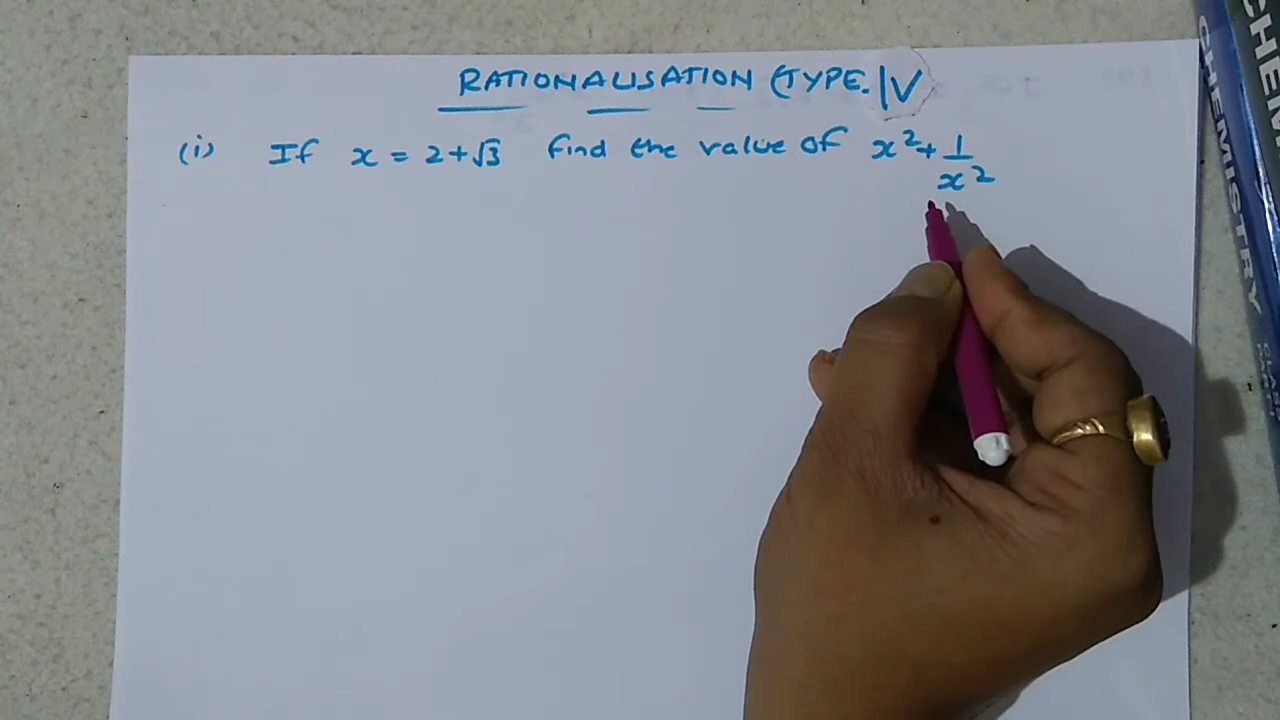 RATIONALISATION (TYPE.IV
(i) If x = 2+√3 find the value of x²+1/x²
CHEMISTRY
CHEM